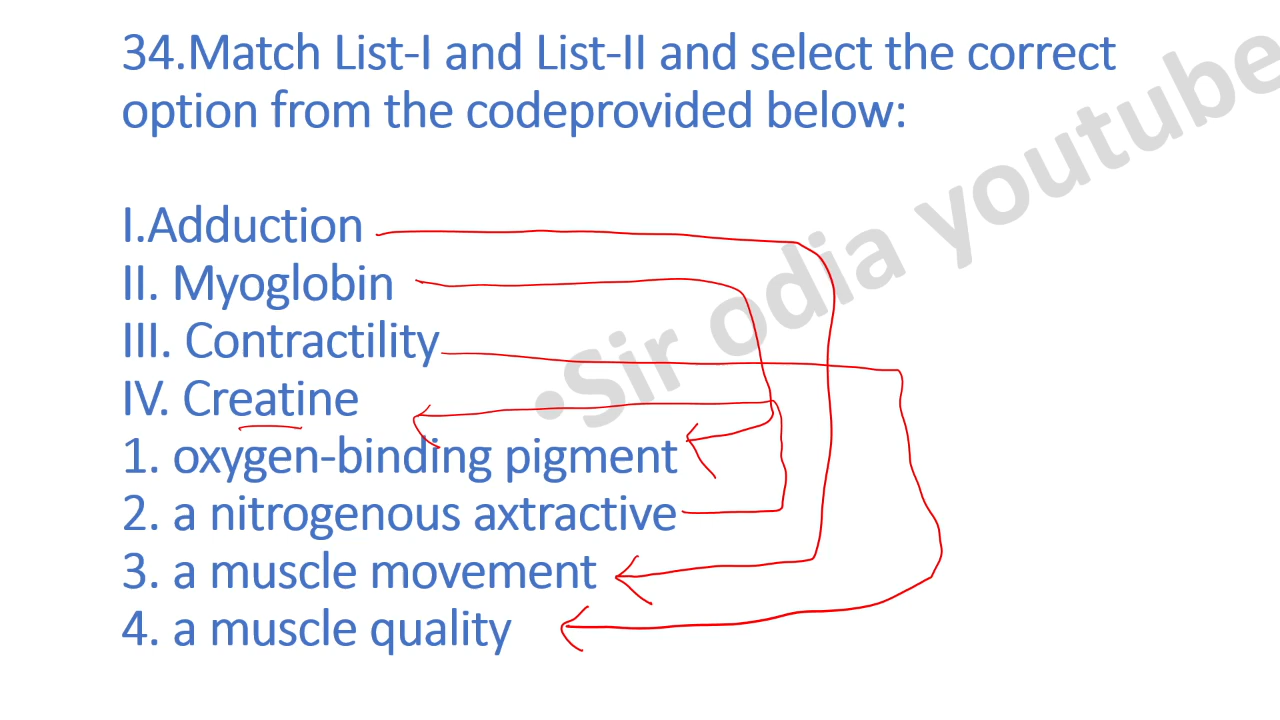 34.Match List-I and List-II and select the correct
option from the codeprovided below:
I.Adduction
II. Myoglobin
III. Contractility
IV. Creatine
1. oxygen-binding pigment
2. a nitrogenous axtractive
3. a muscle movement
4. a muscle quality
•Sir odia youtube